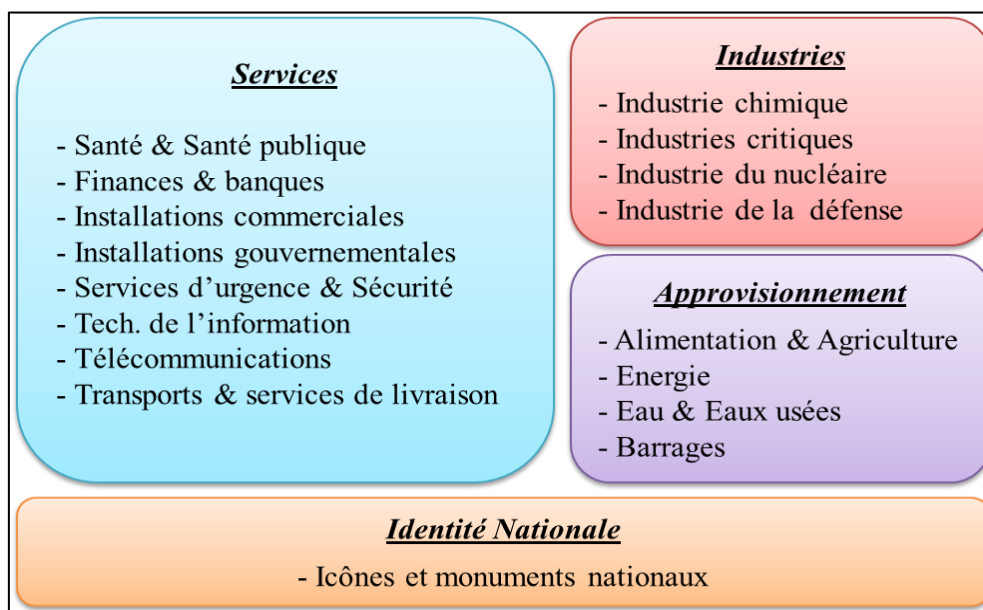 Services
- Santé & Santé publique
- Finances & banques
- Installations commerciales
- Installations gouvernementales
- Services d’urgence & Sécurité
- Tech. de l’information
- Télécommunications
- Transports & services de livraison
Industries
- Industrie chimique
- Industries critiques
- Industrie du nucléaire
- Industrie de la défense
Approvisionnement
- Alimentation & Agriculture
- Energie
- Eau & Eaux usées
- Barrages
Identité Nationale
- Icônes et monuments nationaux